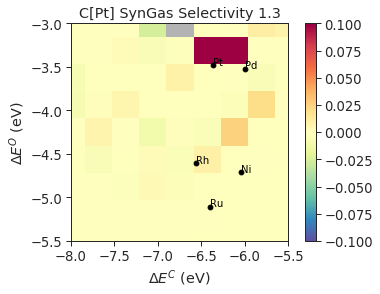 C[Pt] SynGas Selectivity 1.3
ΔE^O (eV)
−3.0
−3.5
−4.0
−4.5
−5.0
−5.5
Pt
Pd
Rh
Ni
Ru
−8.0 −7.5 −7.0 −6.5 −6.0 −5.5
ΔE^C (eV)
0.100
0.075
0.050
0.025
0.000
−0.025
−0.050
−0.075
−0.100